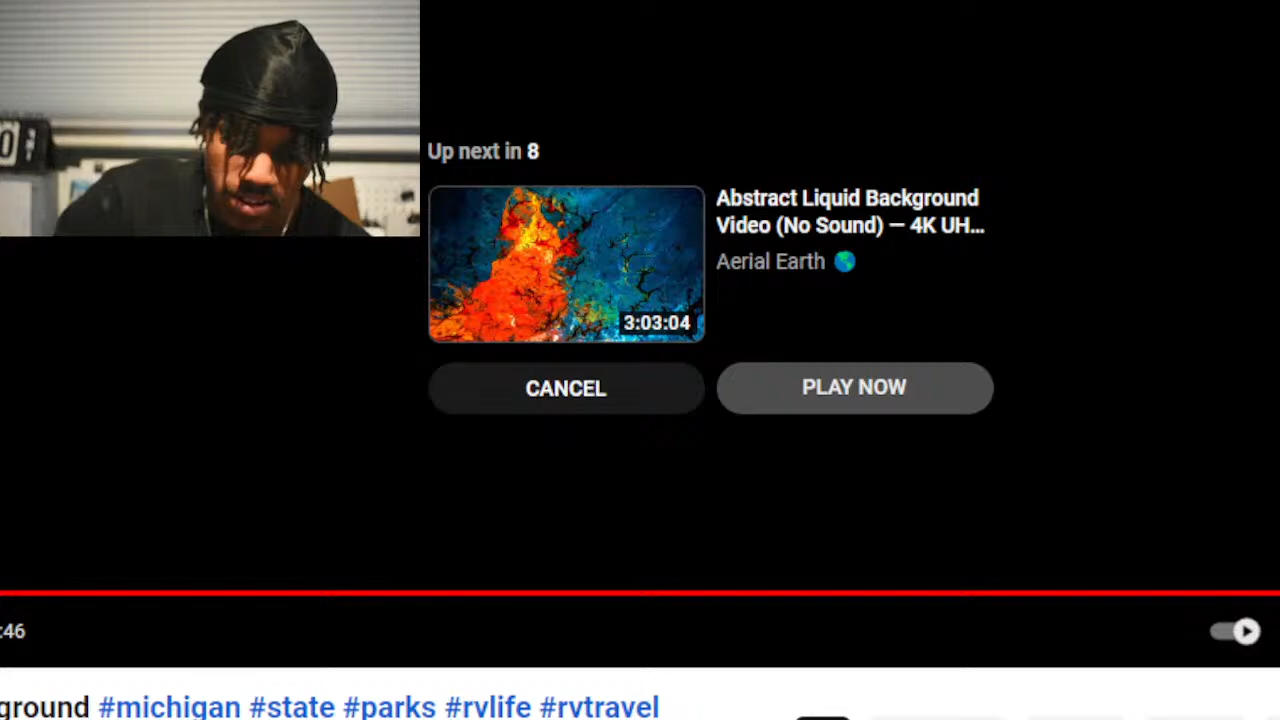 Up next in 8
Abstract Liquid Background
Video (No Sound) — 4K UH...
Aerial Earth
3:03:04
CANCEL
PLAY NOW
:46
ground #michigan #state #parks #rvlife #rvtravel